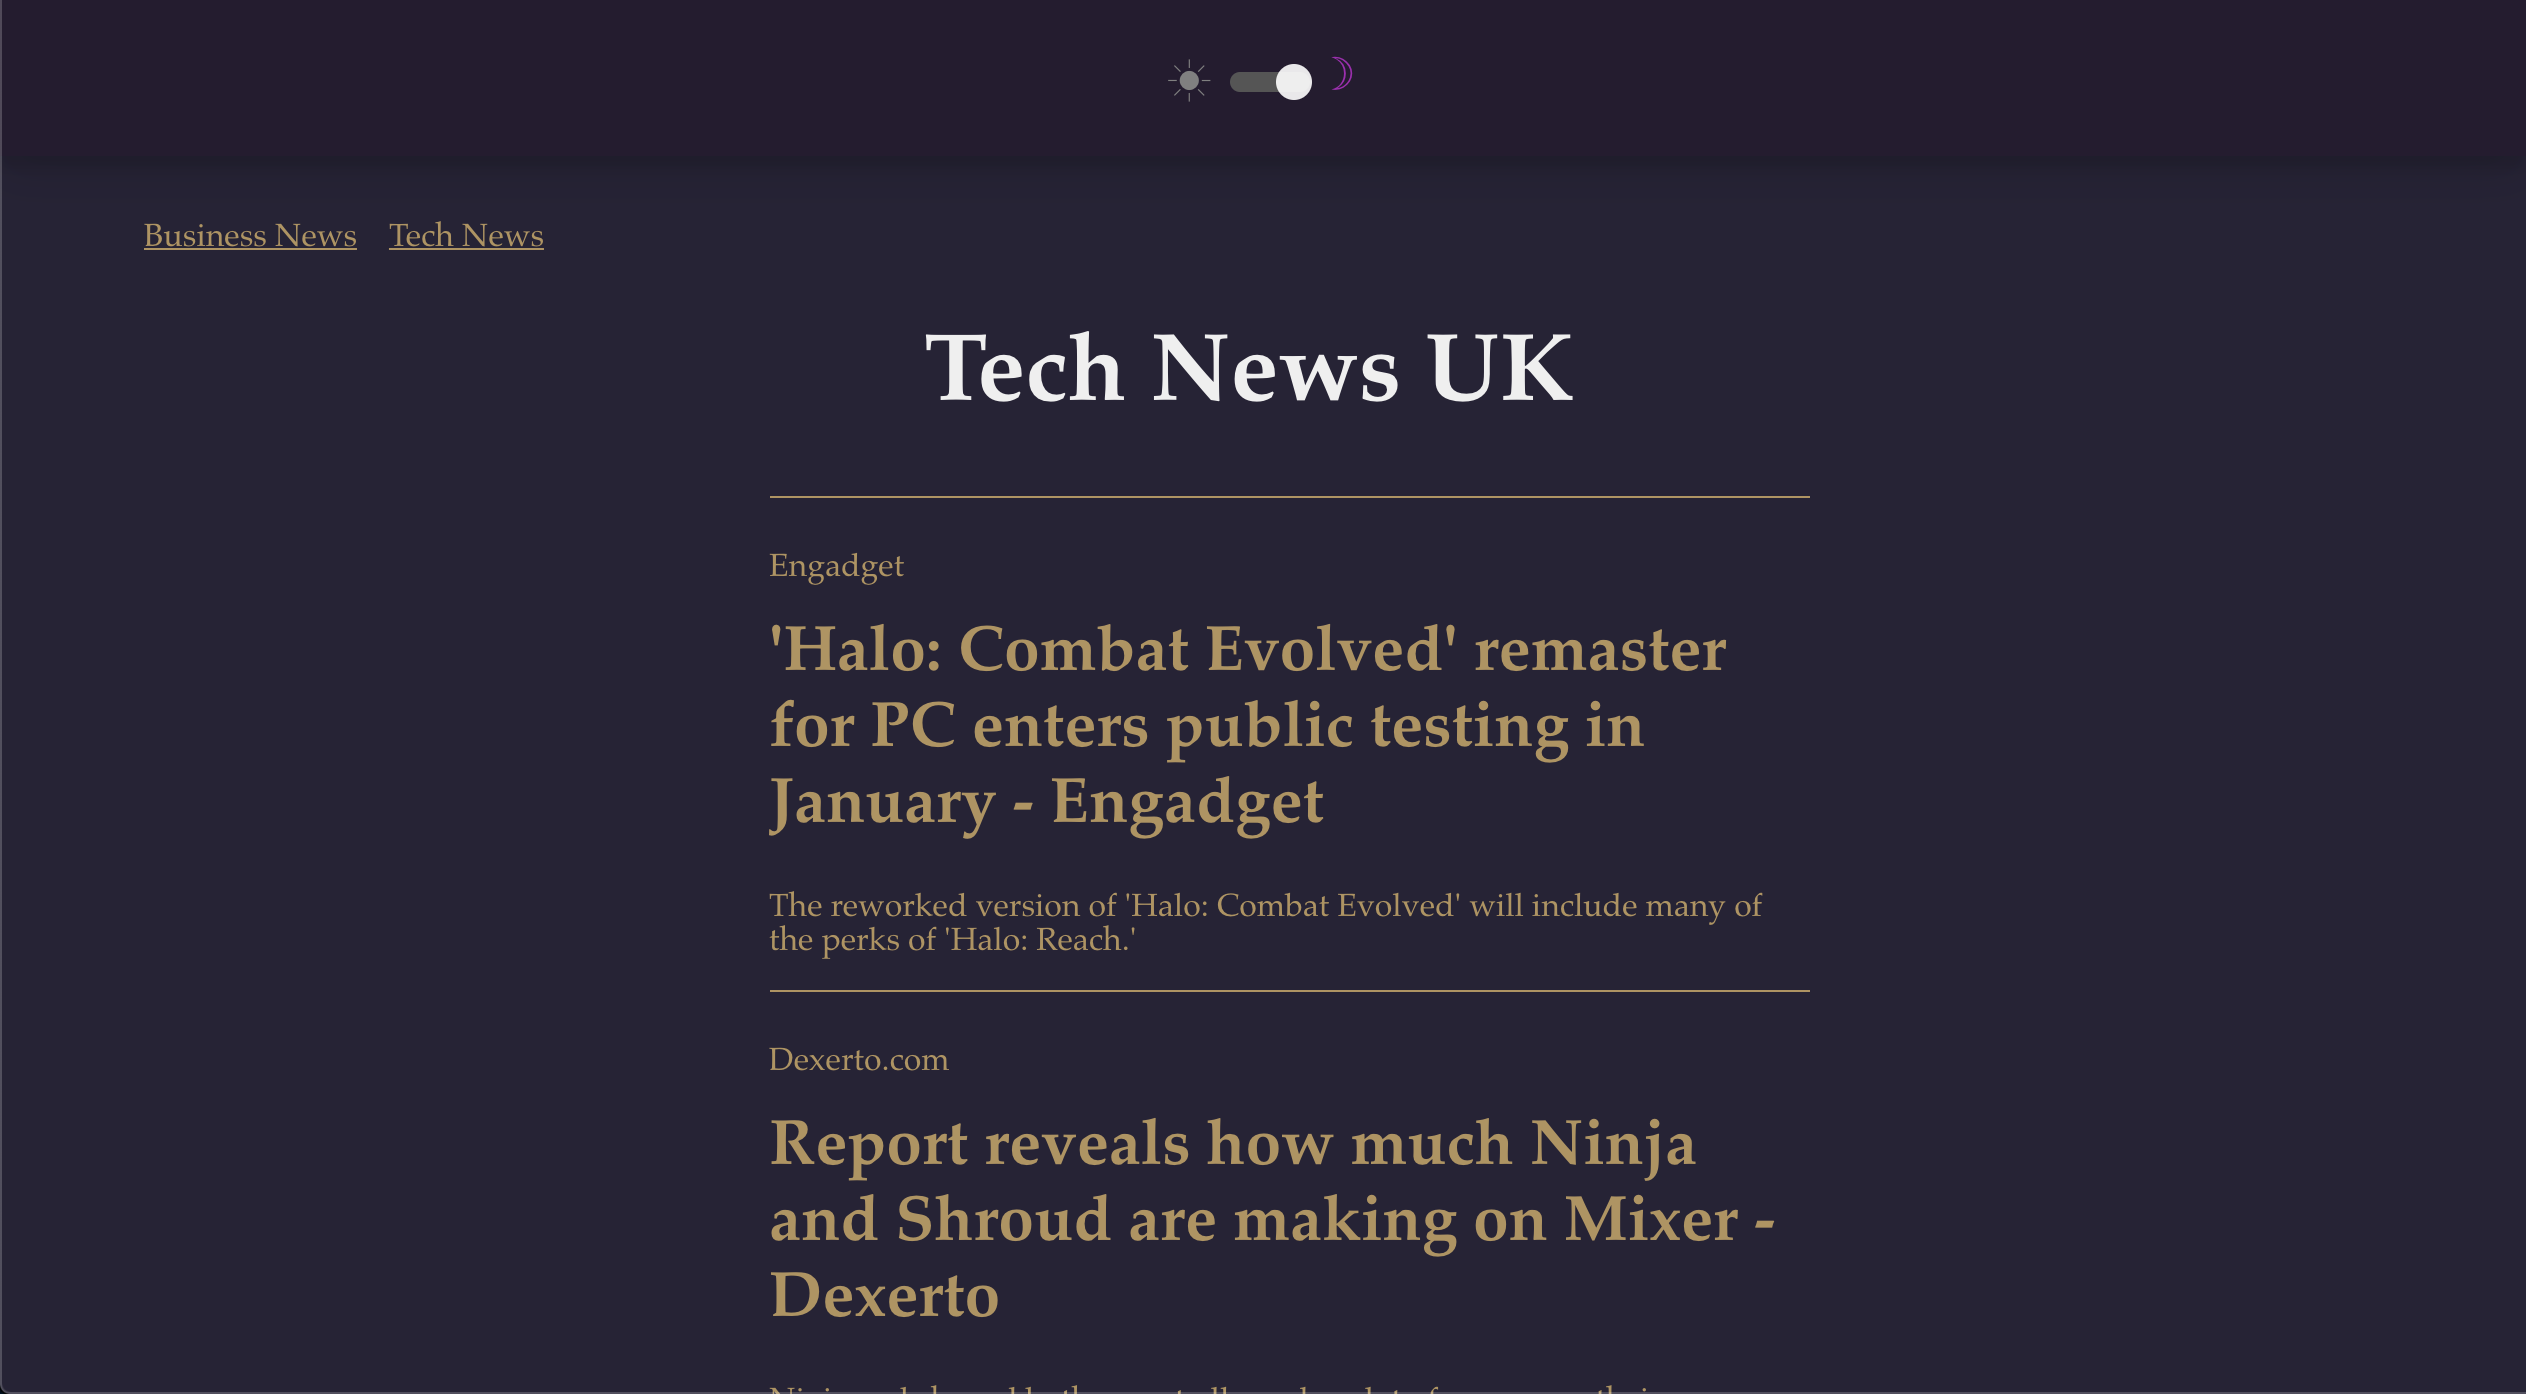 Business News Tech News
Tech News UK
Engadget
'Halo: Combat Evolved' remaster
for PC enters public testing in
January - Engadget
The reworked version of 'Halo: Combat Evolved' will include many of
the perks of 'Halo: Reach.'
Dexerto.com
Report reveals how much Ninja
and Shroud are making on Mixer -
Dexerto